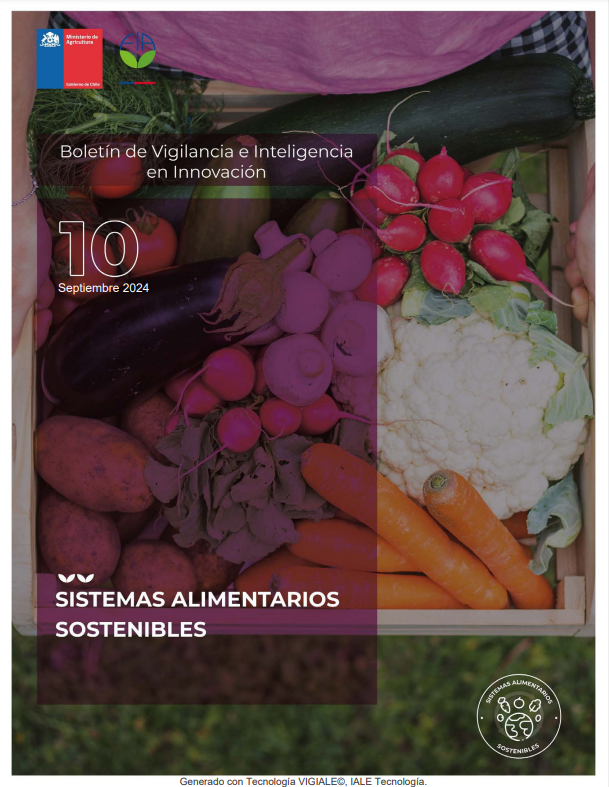 Ministerio de
Agricultura
Gobierno de Chile
FIA
Boletín de Vigilancia e Inteligencia
en Innovación
10
Septiembre 2024
SISTEMAS ALIMENTARIOS
SOSTENIBLES
SISTEMAS ALIMENTARIOS
SOSTENIBLES
Generado con Tecnología VIGIALE©, IALE Tecnología.